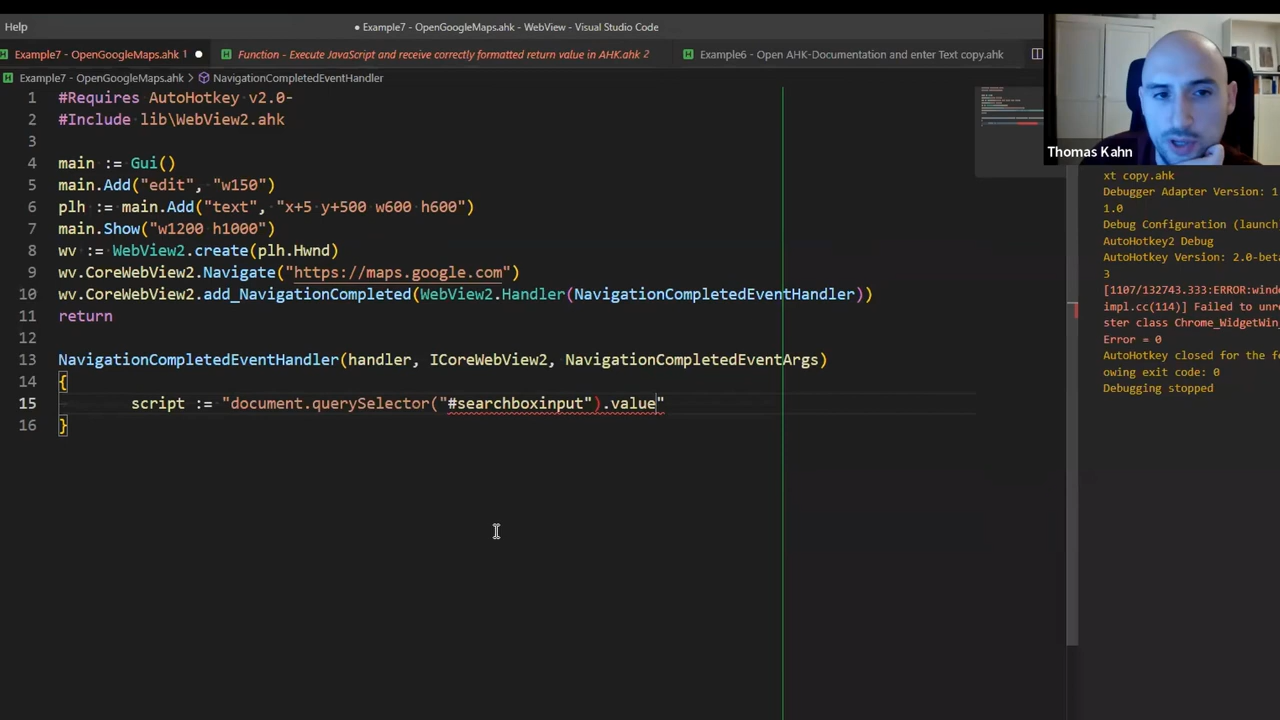 Help
● Example7 - OpenGoogleMaps.ahk - WebView - Visual Studio Code
Example7 - OpenGoogleMaps.ahk 1 ●
Function - Execute JavaScript and receive correctly formatted return value in AHK.ahk 2
Example6 - Open AHK-Documentation and enter Text copy.ahk
Example7 - OpenGoogleMaps.ahk > NavigationCompletedEventHandler
1 #Requires AutoHotkey v2.0-
2 #Include lib\WebView2.ahk
3
4 main := Gui()
5 main.Add("edit", "w150")
6 plh := main.Add("text", "x+5 y+500 w600 h600")
7 main.Show("w1200 h1000")
8 wv := WebView2.create(plh.Hwnd)
9 wv.CoreWebView2.Navigate("https://maps.google.com")
10 wv.CoreWebView2.add_NavigationCompleted(WebView2.Handler(NavigationCompletedEventHandler))
11 return
12
13 NavigationCompletedEventHandler(handler, ICoreWebView2, NavigationCompletedEventArgs)
14 {
15 script := "document.querySelector("#searchboxinput").value"
16 }
Thomas Kahn
xt copy.ahk
Debugger Adapter Version: 1
1.0
Debug Configuration (launch
AutoHotkey2 Debug
AutoHotkey Version: 2.0-beta
3
[1107/132743.333:ERROR:windo
impl.cc(114)] Failed to unre
ster class Chrome_WidgetWin_
Error = 0
AutoHotkey closed for the fo
owing exit code: 0
Debugging stopped